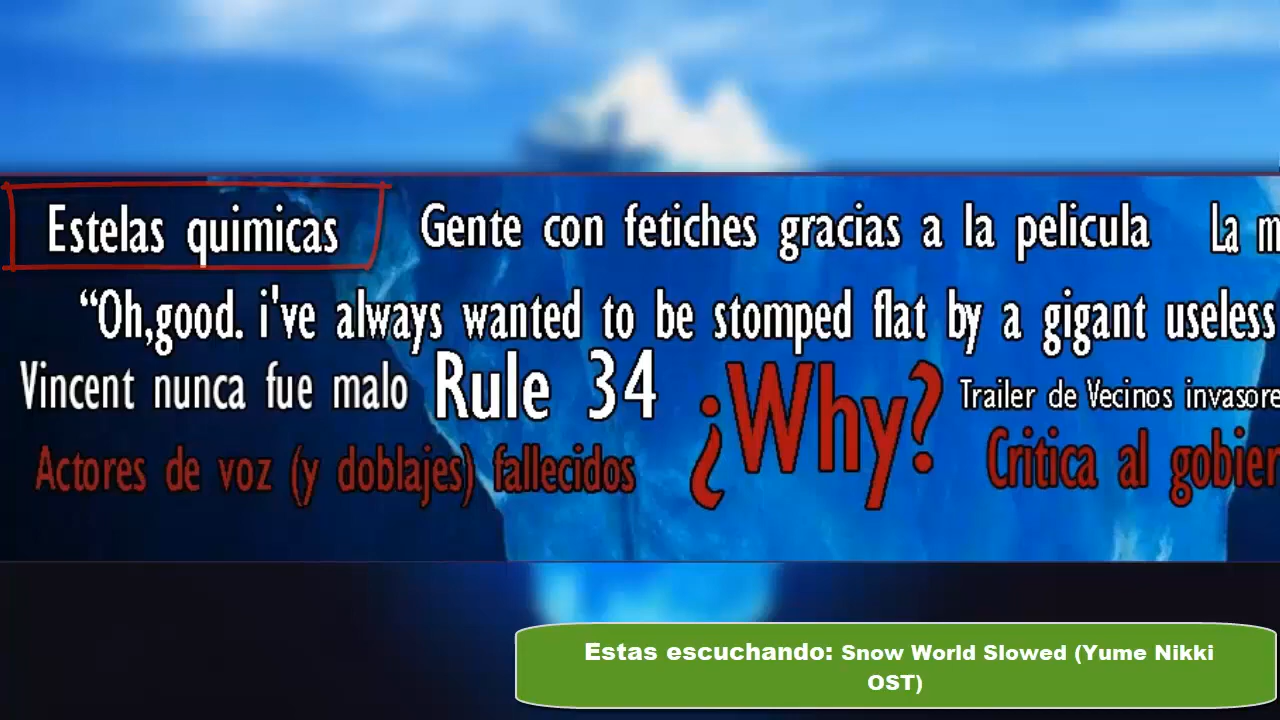 Estelas quimicas Gente con fetiches gracias a la pelicula La m
“Oh,good. i've always wanted to be stomped flat by a gigant useless
Vincent nunca fue malo Rule 34 ¿Why? Trailer de Vecinos invasore
Actores de voz (y doblajes) fallecidos Critica al gobier
Estas escuchando: Snow World Slowed (Yume Nikki
OST)